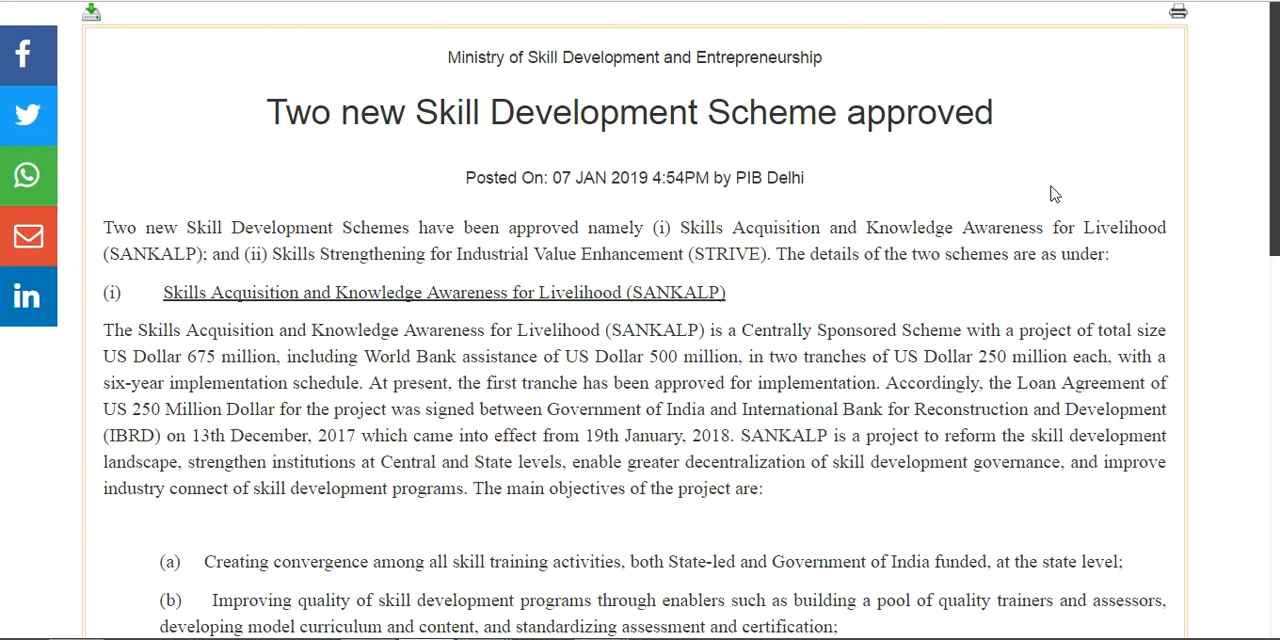 Ministry of Skill Development and Entrepreneurship
Two new Skill Development Scheme approved
Posted On: 07 JAN 2019 4:54PM by PIB Delhi
Two new Skill Development Schemes have been approved namely (i) Skills Acquisition and Knowledge Awareness for Livelihood
(SANKALP); and (ii) Skills Strengthening for Industrial Value Enhancement (STRIVE). The details of the two schemes are as under:
(i) Skills Acquisition and Knowledge Awareness for Livelihood (SANKALP)
The Skills Acquisition and Knowledge Awareness for Livelihood (SANKALP) is a Centrally Sponsored Scheme with a project of total size
US Dollar 675 million, including World Bank assistance of US Dollar 500 million, in two tranches of US Dollar 250 million each, with a
six-year implementation schedule. At present, the first tranche has been approved for implementation. Accordingly, the Loan Agreement of
US 250 Million Dollar for the project was signed between Government of India and International Bank for Reconstruction and Development
(IBRD) on 13th December, 2017 which came into effect from 19th January, 2018. SANKALP is a project to reform the skill development
landscape, strengthen institutions at Central and State levels, enable greater decentralization of skill development governance, and improve
industry connect of skill development programs. The main objectives of the project are:
(a) Creating convergence among all skill training activities, both State-led and Government of India funded, at the state level;
(b) Improving quality of skill development programs through enablers such as building a pool of quality trainers and assessors,
developing model curriculum and content, and standardizing assessment and certification;